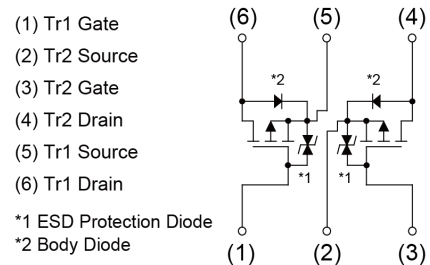 (1) Tr1 Gate
(2) Tr2 Source
(3) Tr2 Gate
(4) Tr2 Drain
(5) Tr1 Source
(6) Tr1 Drain
*1 ESD Protection Diode
*2 Body Diode
(6) (5) (4)
*2 *2
*1 *1
(1) (2) (3)